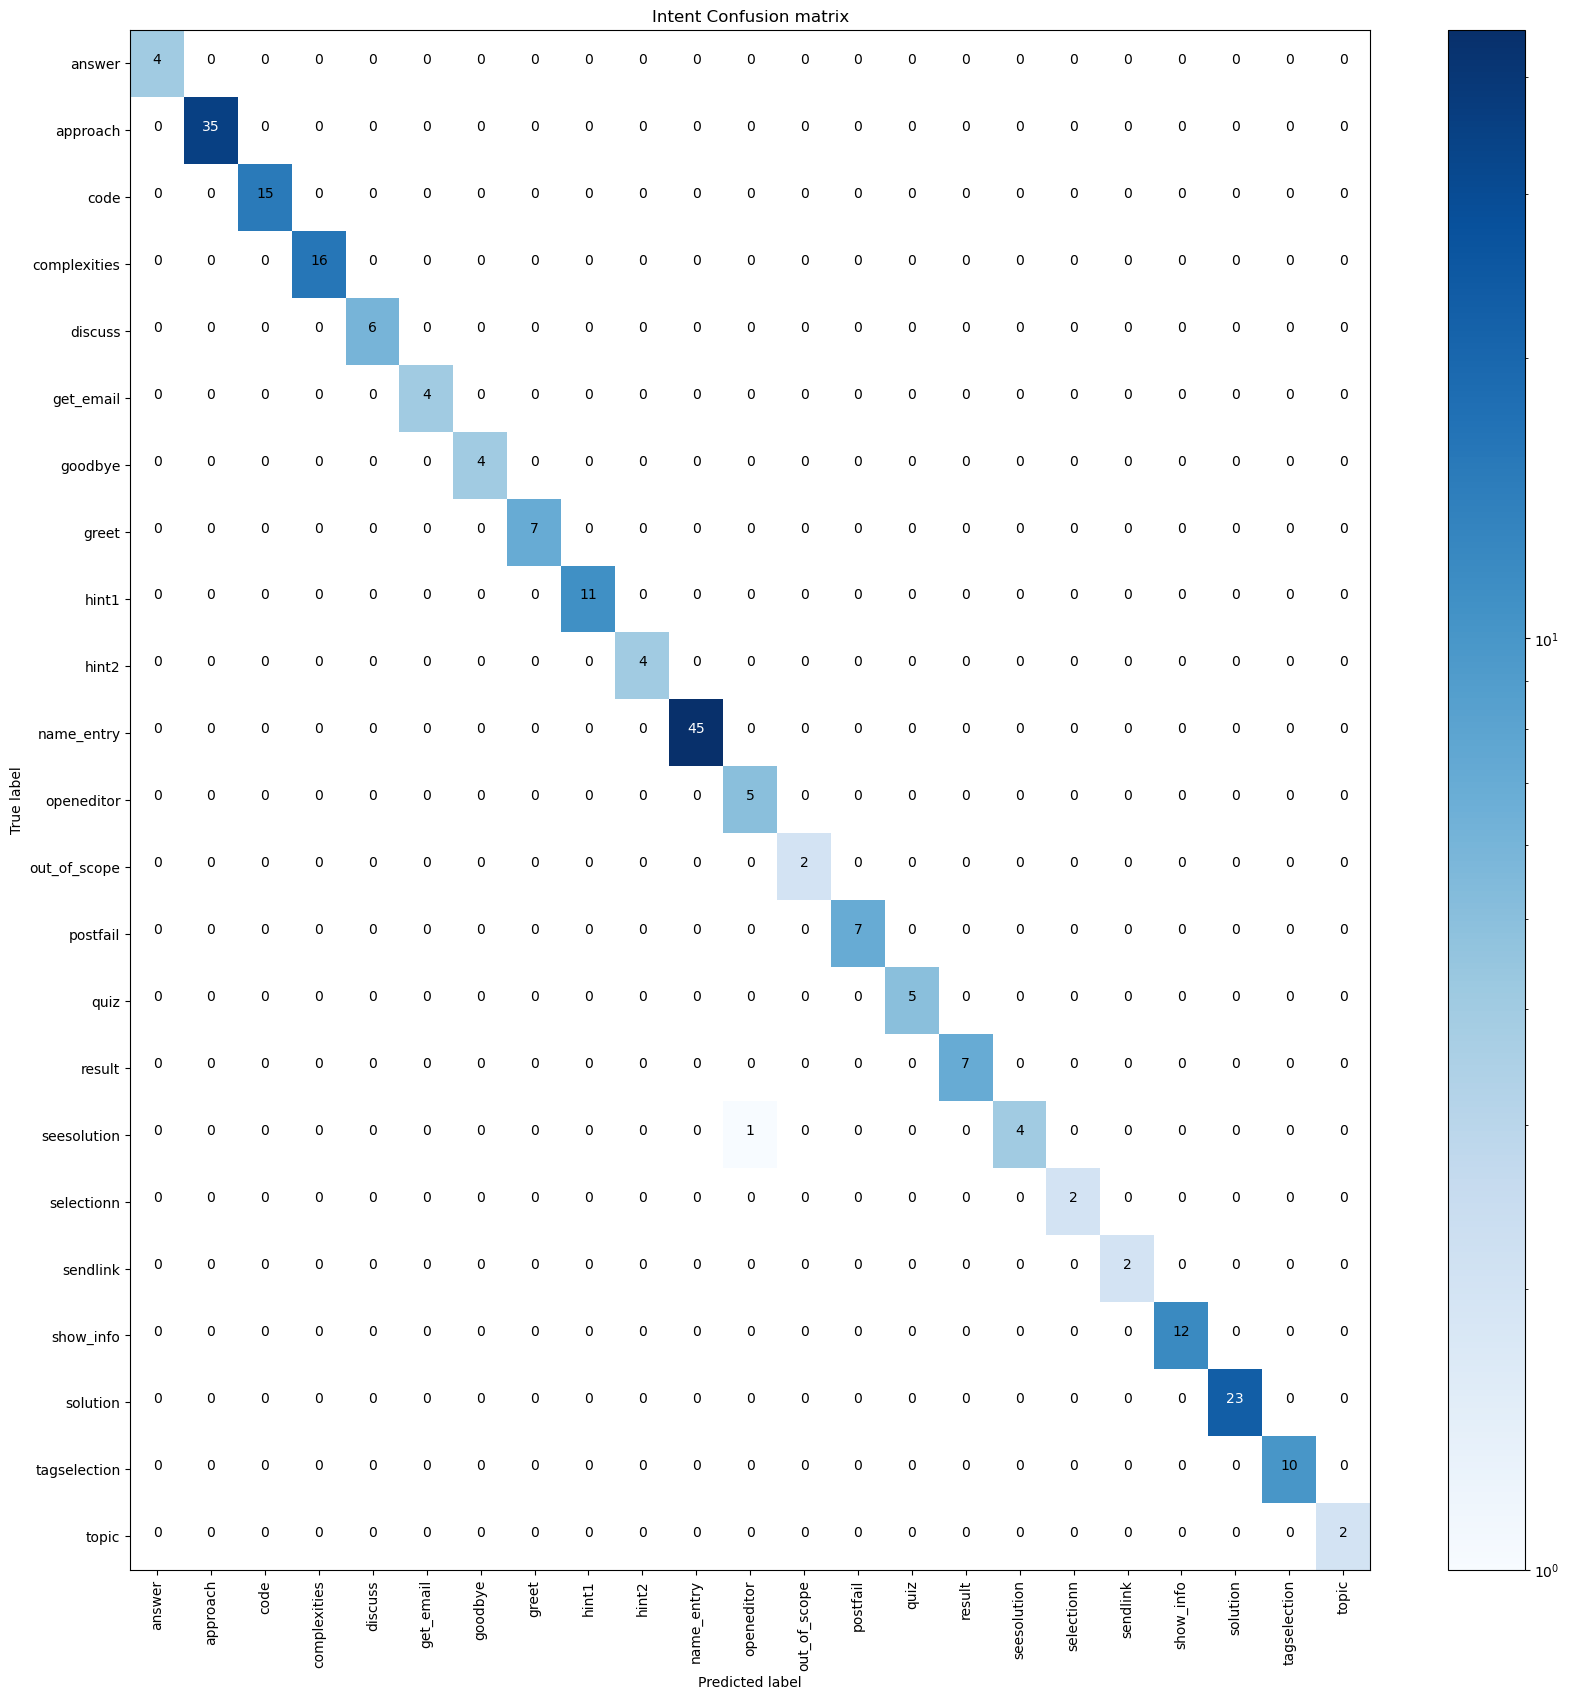 Intent Confusion matrix
answer 4 0 0 0 0 0 0 0 0 0 0 0 0 0 0 0 0 0 0 0 0 0 0
approach 0 35 0 0 0 0 0 0 0 0 0 0 0 0 0 0 0 0 0 0 0 0 0
code 0 0 15 0 0 0 0 0 0 0 0 0 0 0 0 0 0 0 0 0 0 0 0
complexities 0 0 0 16 0 0 0 0 0 0 0 0 0 0 0 0 0 0 0 0 0 0 0
discuss 0 0 0 0 6 0 0 0 0 0 0 0 0 0 0 0 0 0 0 0 0 0 0
get_email 0 0 0 0 0 4 0 0 0 0 0 0 0 0 0 0 0 0 0 0 0 0 0
goodbye 0 0 0 0 0 0 4 0 0 0 0 0 0 0 0 0 0 0 0 0 0 0 0
greet 0 0 0 0 0 0 0 7 0 0 0 0 0 0 0 0 0 0 0 0 0 0 0
hint1 0 0 0 0 0 0 0 0 11 0 0 0 0 0 0 0 0 0 0 0 0 0 0
hint2 0 0 0 0 0 0 0 0 0 4 0 0 0 0 0 0 0 0 0 0 0 0 0
name_entry 0 0 0 0 0 0 0 0 0 0 45 0 0 0 0 0 0 0 0 0 0 0 0
openeditor 0 0 0 0 0 0 0 0 0 0 0 5 0 0 0 0 0 0 0 0 0 0 0
out_of_scope 0 0 0 0 0 0 0 0 0 0 0 0 2 0 0 0 0 0 0 0 0 0 0
postfail 0 0 0 0 0 0 0 0 0 0 0 0 0 7 0 0 0 0 0 0 0 0 0
quiz 0 0 0 0 0 0 0 0 0 0 0 0 0 0 5 0 0 0 0 0 0 0 0
result 0 0 0 0 0 0 0 0 0 0 0 0 0 0 0 7 0 0 0 0 0 0 0
seesolution 0 0 0 0 0 0 0 0 0 0 0 1 0 0 0 0 4 0 0 0 0 0 0
selectionn 0 0 0 0 0 0 0 0 0 0 0 0 0 0 0 0 0 2 0 0 0 0 0
sendlink 0 0 0 0 0 0 0 0 0 0 0 0 0 0 0 0 0 0 2 0 0 0 0
show_info 0 0 0 0 0 0 0 0 0 0 0 0 0 0 0 0 0 0 0 12 0 0 0
solution 0 0 0 0 0 0 0 0 0 0 0 0 0 0 0 0 0 0 0 0 23 0 0
tagselection 0 0 0 0 0 0 0 0 0 0 0 0 0 0 0 0 0 0 0 0 0 10 0
topic 0 0 0 0 0 0 0 0 0 0 0 0 0 0 0 0 0 0 0 0 0 0 2
True label
answer
approach
code
complexities
discuss
get_email
goodbye
greet
hint1
hint2
name_entry
openeditor
out_of_scope
postfail
quiz
result
seesolution
selectionn
sendlink
show_info
solution
tagselection
topic
Predicted label
10¹
10⁰